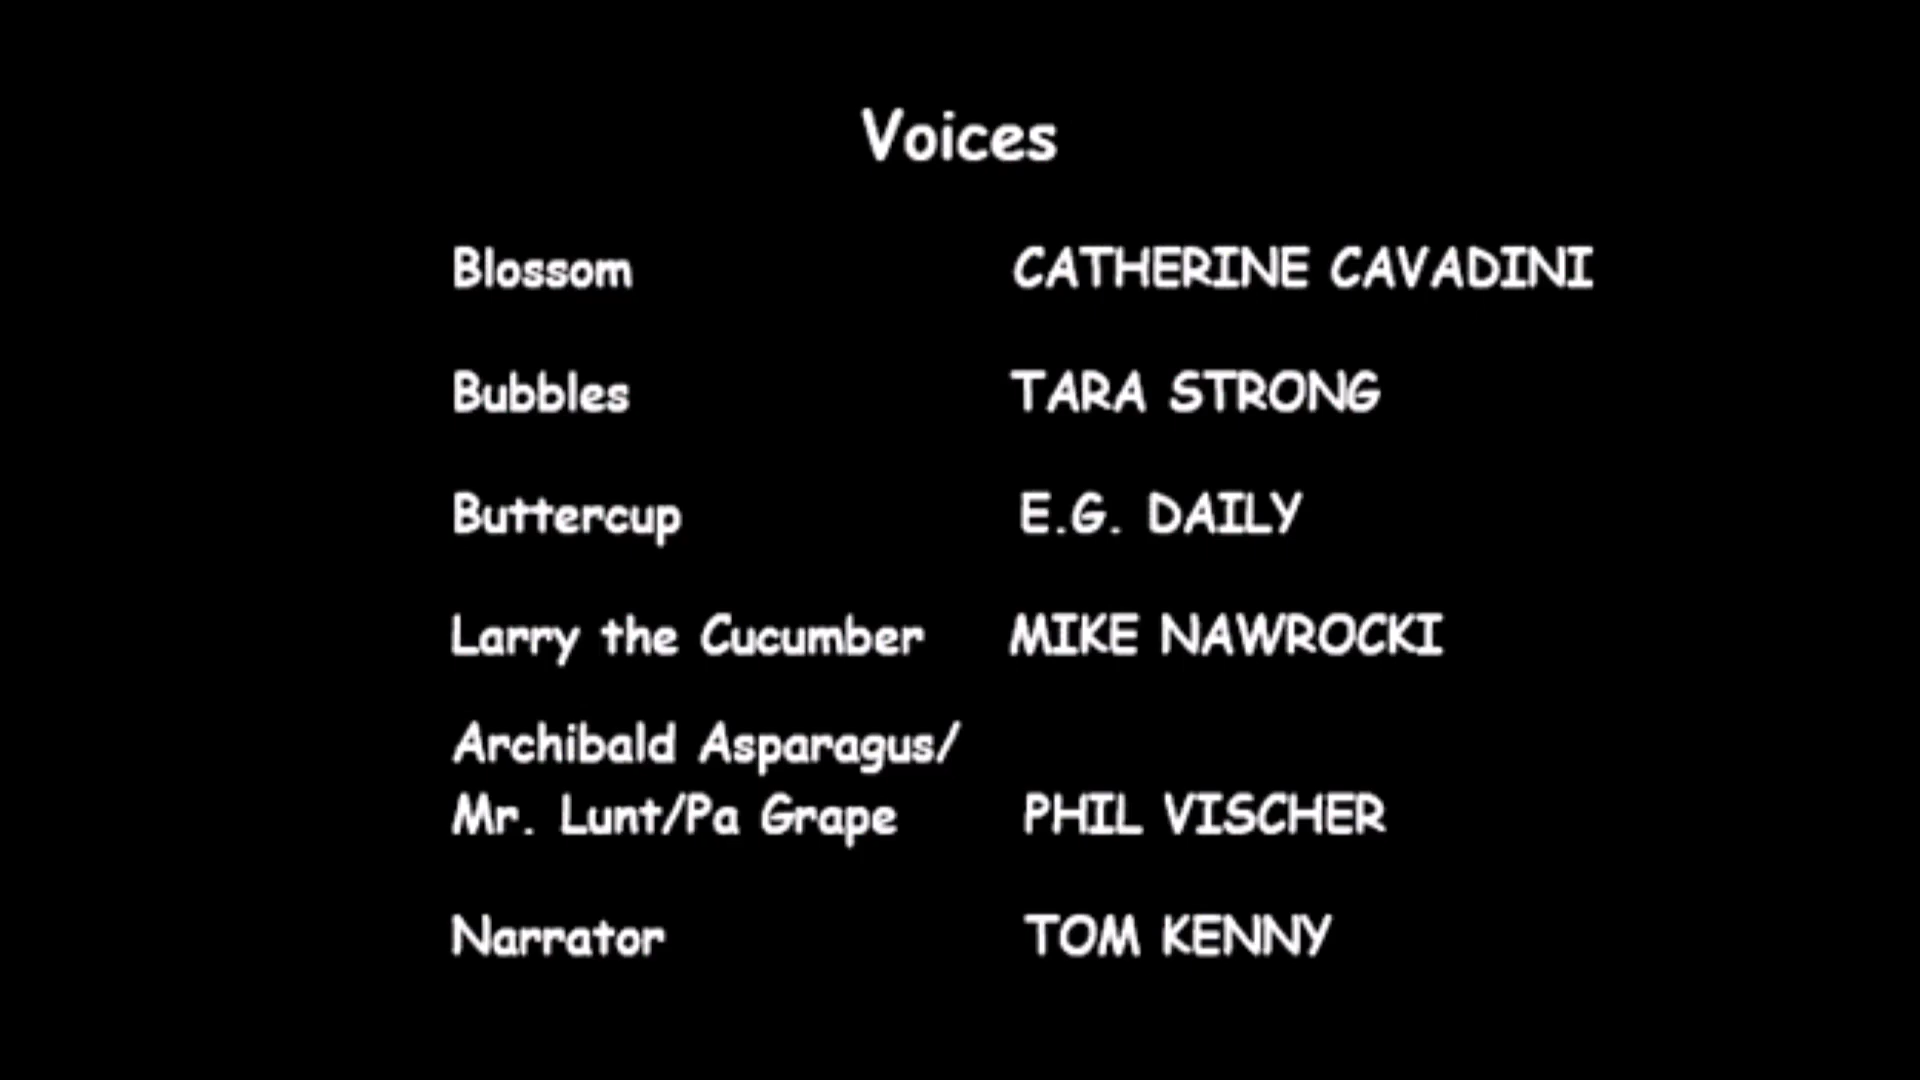 Voices
Blossom CATHERINE CAVADINI
Bubbles TARA STRONG
Buttercup E.G. DAILY
Larry the Cucumber MIKE NAWROCKI
Archibald Asparagus/
Mr. Lunt/Pa Grape PHIL VISCHER
Narrator TOM KENNY